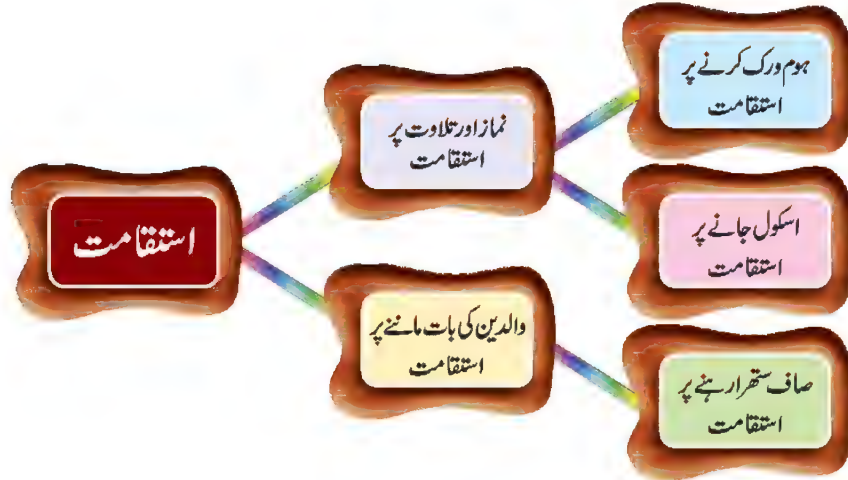 استقامت
نماز اور تلاوت پر
استقامت
والدین کی بات ماننے پر
استقامت
ہوم ورک کرنے پر
استقامت
اسکول جانے پر
استقامت
صاف ستھرا رہنے پر
استقامت